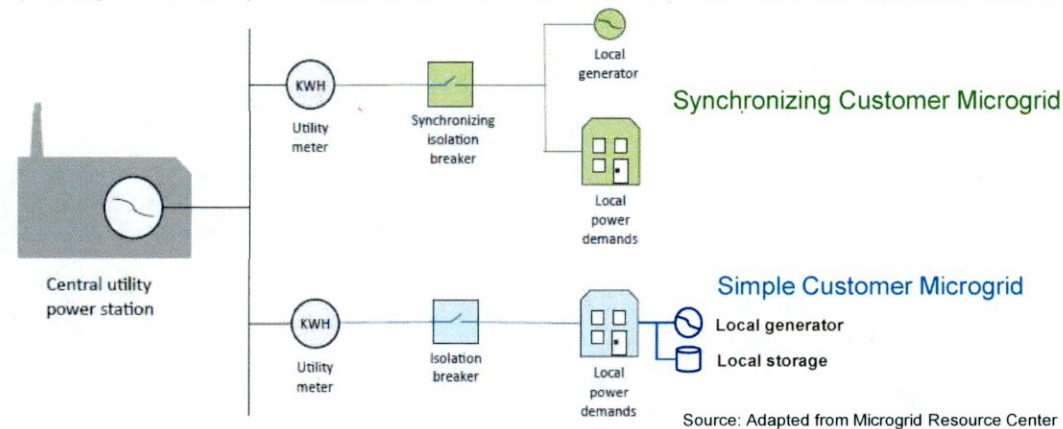 KWH
Utility
meter
Synchronizing
isolation
breaker
Local
generator
Synchronizing Customer Microgrid
Local
power
demands
Central utility
power station
KWH
Utility
meter
Isolation
breaker
Local
power
demands
Simple Customer Microgrid
Local generator
Local storage
Source: Adapted from Microgrid Resource Center